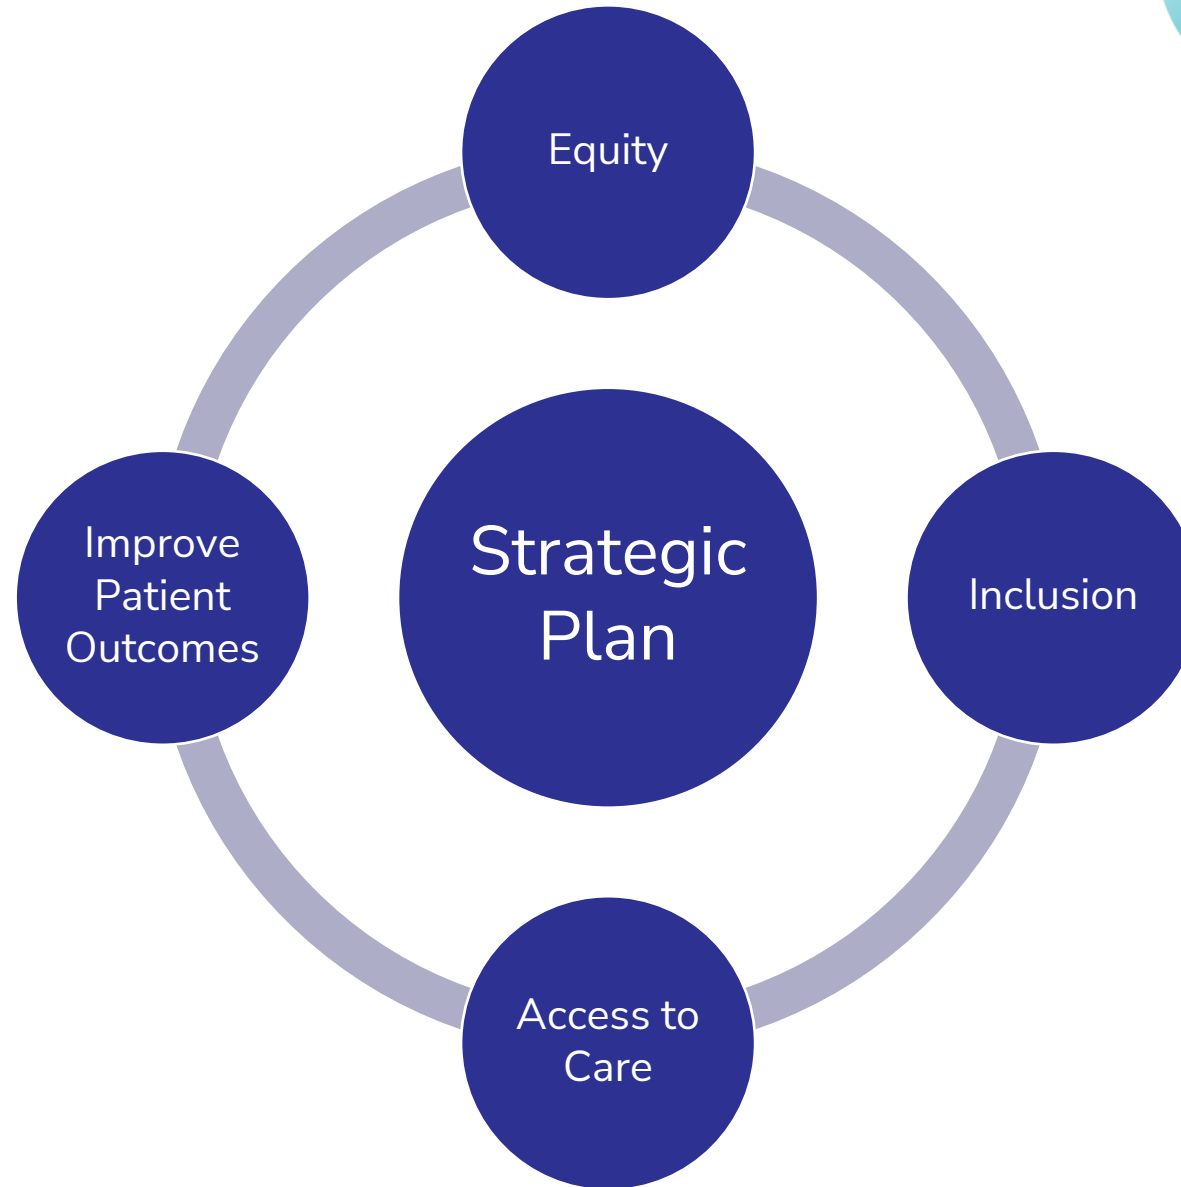 Equity
Improve
Patient
Outcomes
Strategic
Plan
Inclusion
Access to
Care